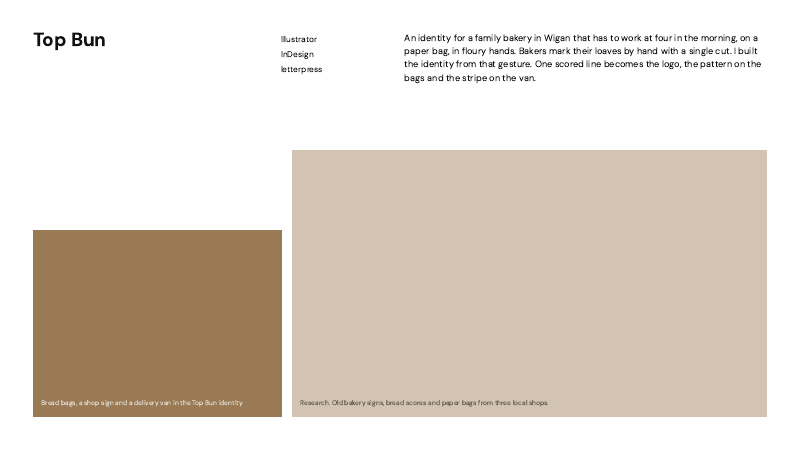 Top Bun
Illustrator
InDesign
letterpress
An identity for a family bakery in Wigan that has to work at four in the morning, on a
paper bag, in floury hands. Bakers mark their loaves by hand with a single cut. I built
the identity from that gesture. One scored line becomes the logo, the pattern on the
bags and the stripe on the van.
Bread bags, a shop sign and a delivery van in the Top Bun identity
Research. Old bakery signs, bread scores and paper bags from three local shops.